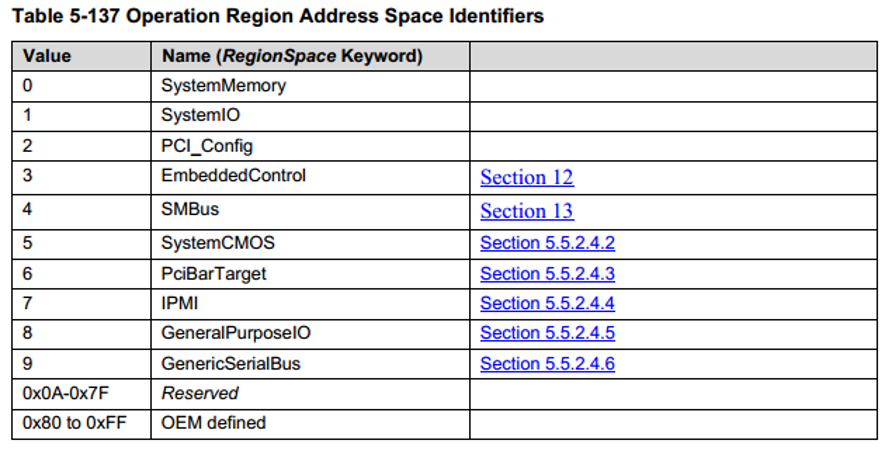 Table 5-137 Operation Region Address Space Identifiers
Value Name (RegionSpace Keyword)
0 SystemMemory
1 SystemIO
2 PCI_Config
3 EmbeddedControl Section 12
4 SMBus Section 13
5 SystemCMOS Section 5.5.2.4.2
6 PciBarTarget Section 5.5.2.4.3
7 IPMI Section 5.5.2.4.4
8 GeneralPurposeIO Section 5.5.2.4.5
9 GenericSerialBus Section 5.5.2.4.6
0x0A-0x7F Reserved
0x80 to 0xFF OEM defined